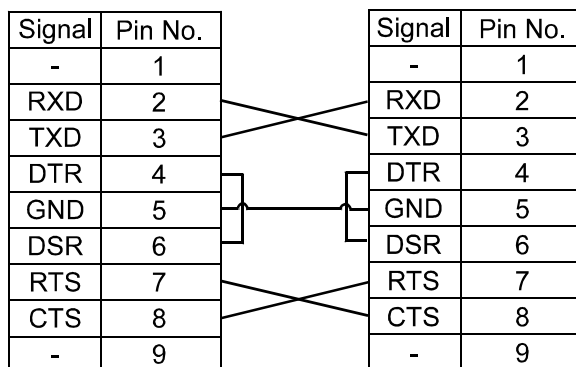 Signal Pin No. Signal Pin No.
- 1 - 1
RXD 2 RXD 2
TXD 3 TXD 3
DTR 4 DTR 4
GND 5 GND 5
DSR 6 DSR 6
RTS 7 RTS 7
CTS 8 CTS 8
- 9 - 9